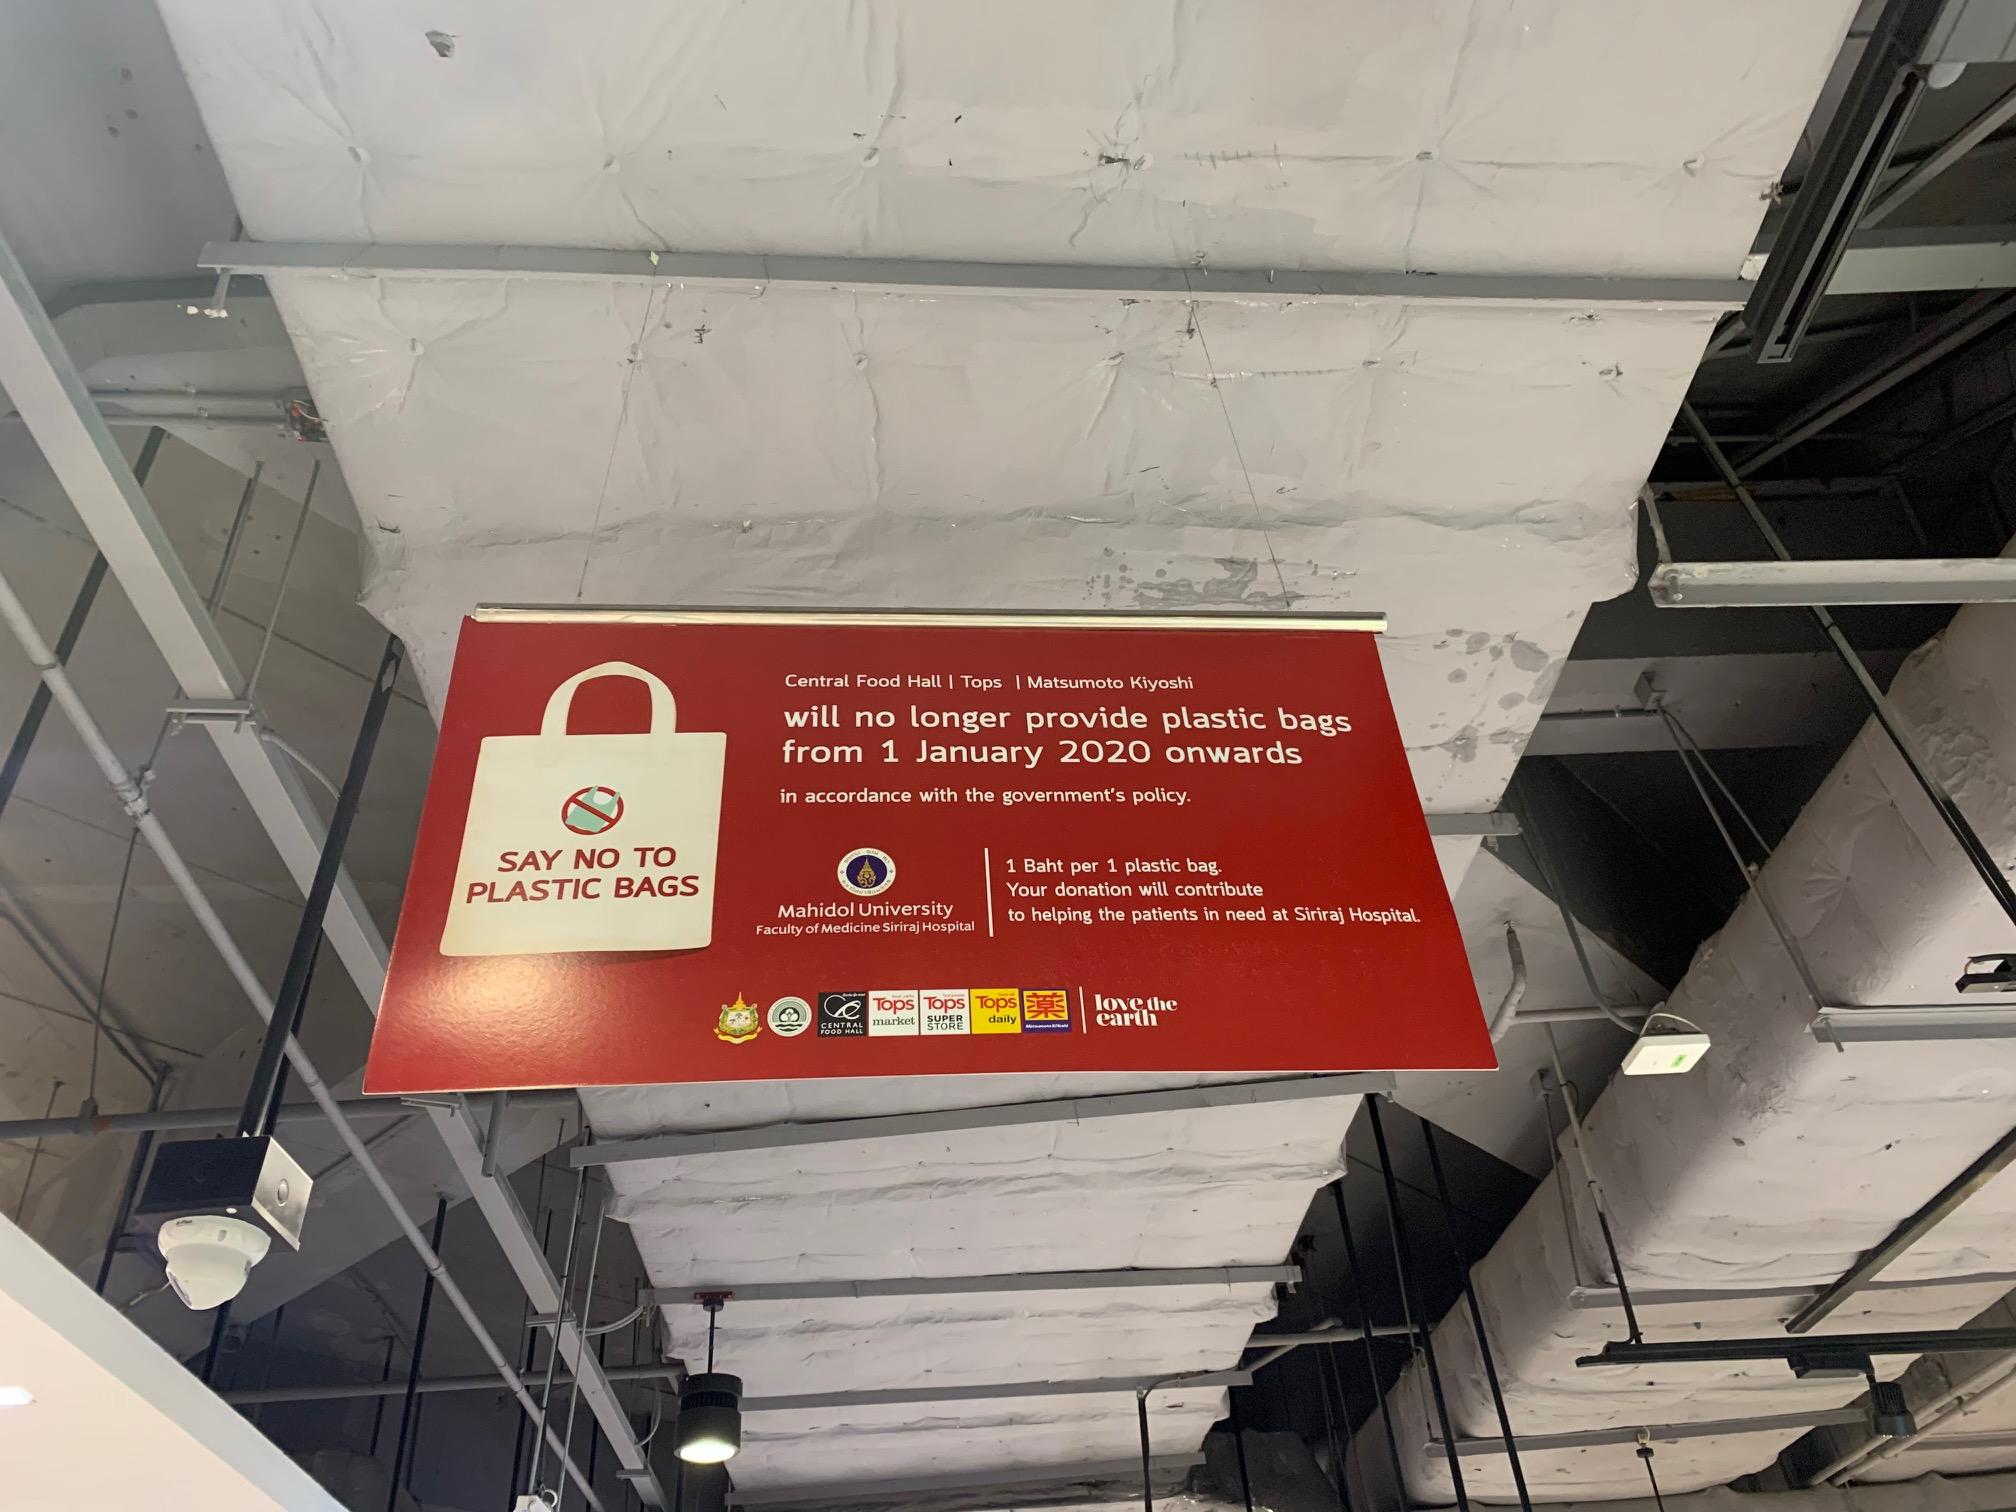 Central Food Hall | Tops | Matsumoto Kiyoshi
will no longer provide plastic bags
from 1 January 2020 onwards
in accordance with the government's policy.
SAY NO TO
PLASTIC BAGS
Mahidol University
Faculty of Medicine Siriraj Hospital
1 Baht per 1 plastic bag.
Your donation will contribute
to helping the patients in need at Siriraj Hospital.
CENTRAL
FOOD HALL
Tops
market
Tops
SUPER
STORE
Tops
daily
薬
Matsumoto KiYoshi
love the
earth